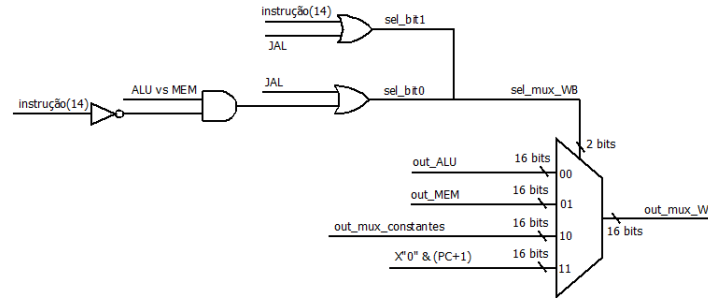 instrução(14)
sel_bit1
JAL
JAL
ALU vs MEM
instrução(14)
sel_bit0
sel_mux_WB
2 bits
out_ALU
16 bits
00
out_MEM
16 bits
01
out_mux_W
out_mux_constantes
16 bits
10
16 bits
X"0" & (PC+1)
16 bits
11